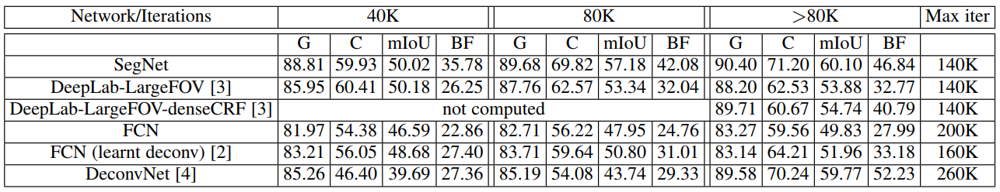 Network/Iterations 40K 80K >80K Max iter
G C mIoU BF G C mIoU BF G C mIoU BF
SegNet 88.81 59.93 50.02 35.78 89.68 69.82 57.18 42.08 90.40 71.20 60.10 46.84 140K
DeepLab-LargeFOV [3] 85.95 60.41 50.18 26.25 87.76 62.57 53.34 32.04 88.20 62.53 53.88 32.77 140K
DeepLab-LargeFOV-denseCRF [3] not computed 89.71 60.67 54.74 40.79 140K
FCN 81.97 54.38 46.59 22.86 82.71 56.22 47.95 24.76 83.27 59.56 49.83 27.99 200K
FCN (learnt deconv) [2] 83.21 56.05 48.68 27.40 83.71 59.64 50.80 31.01 83.14 64.21 51.96 33.18 160K
DeconvNet [4] 85.26 46.40 39.69 27.36 85.19 54.08 43.74 29.33 89.58 70.24 59.77 52.23 260K